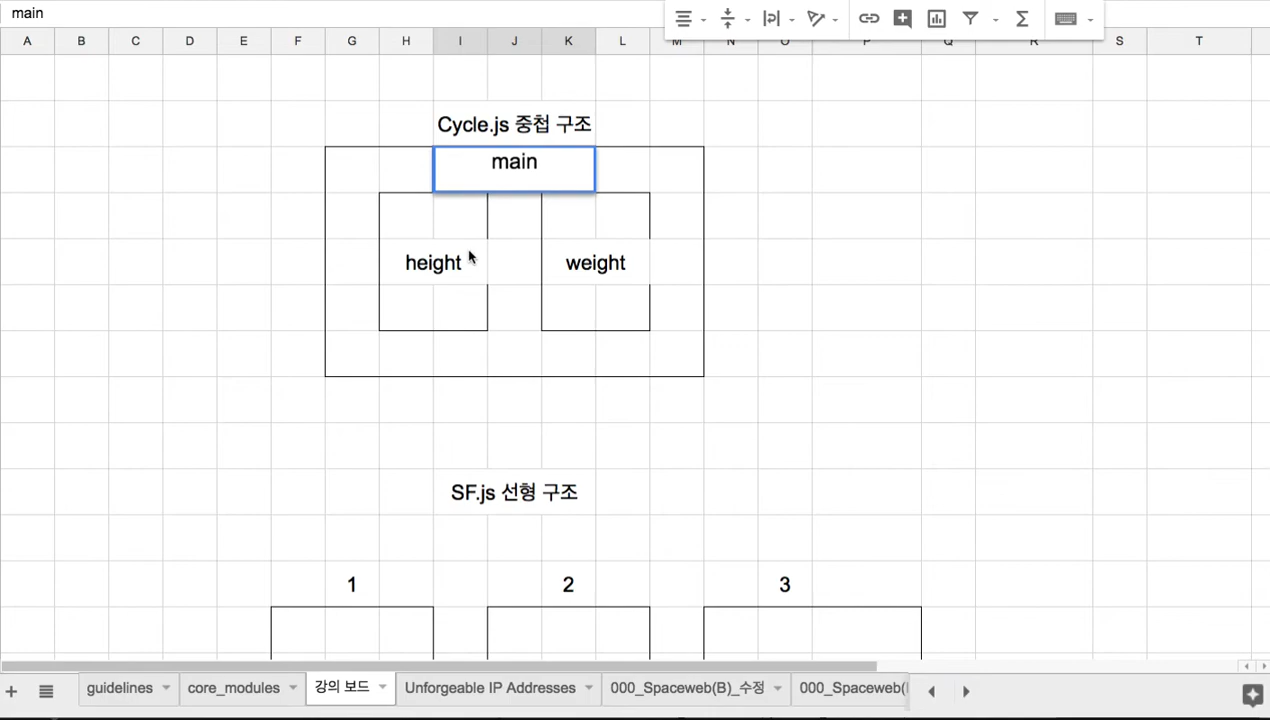 main
A B C D E F G H I J K L M N O P Q R S T
Cycle.js 중첩 구조
main
height weight
SF.js 선형 구조
1 2 3
guidelines core_modules 강의 보드 Unforgeable IP Addresses 000_Spaceweb(B)_수정 000_Spaceweb(